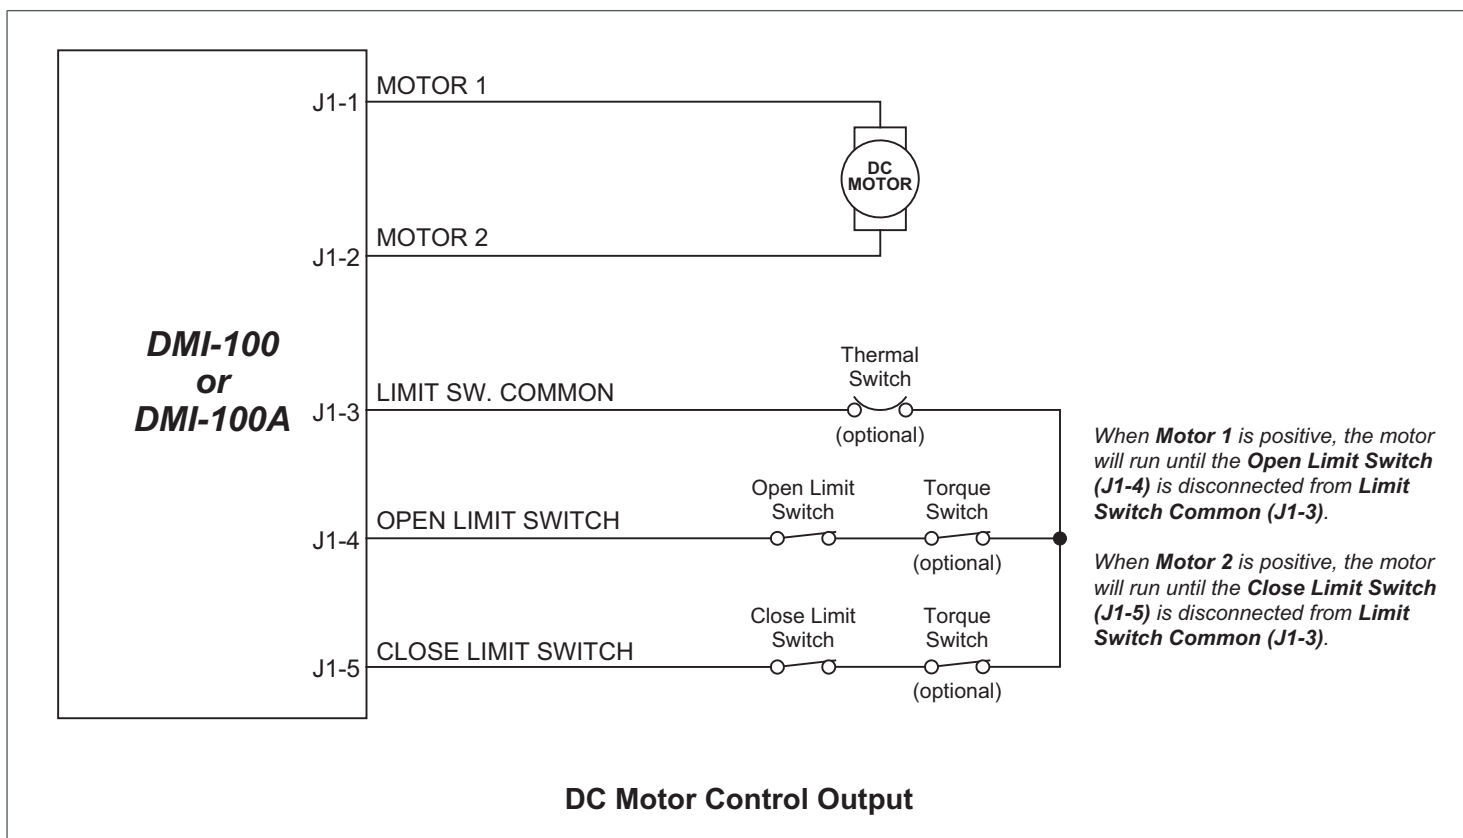 J1-1
MOTOR 1
DC
MOTOR
J1-2
MOTOR 2
DMI-100
or
DMI-100A
J1-3
LIMIT SW. COMMON
Thermal
Switch
(optional)
J1-4
OPEN LIMIT SWITCH
Open Limit
Switch
Torque
Switch
(optional)
J1-5
CLOSE LIMIT SWITCH
Close Limit
Switch
Torque
Switch
(optional)
When Motor 1 is positive, the motor
will run until the Open Limit Switch
(J1-4) is disconnected from Limit
Switch Common (J1-3).
When Motor 2 is positive, the motor
will run until the Close Limit Switch
(J1-5) is disconnected from Limit
Switch Common (J1-3).
DC Motor Control Output